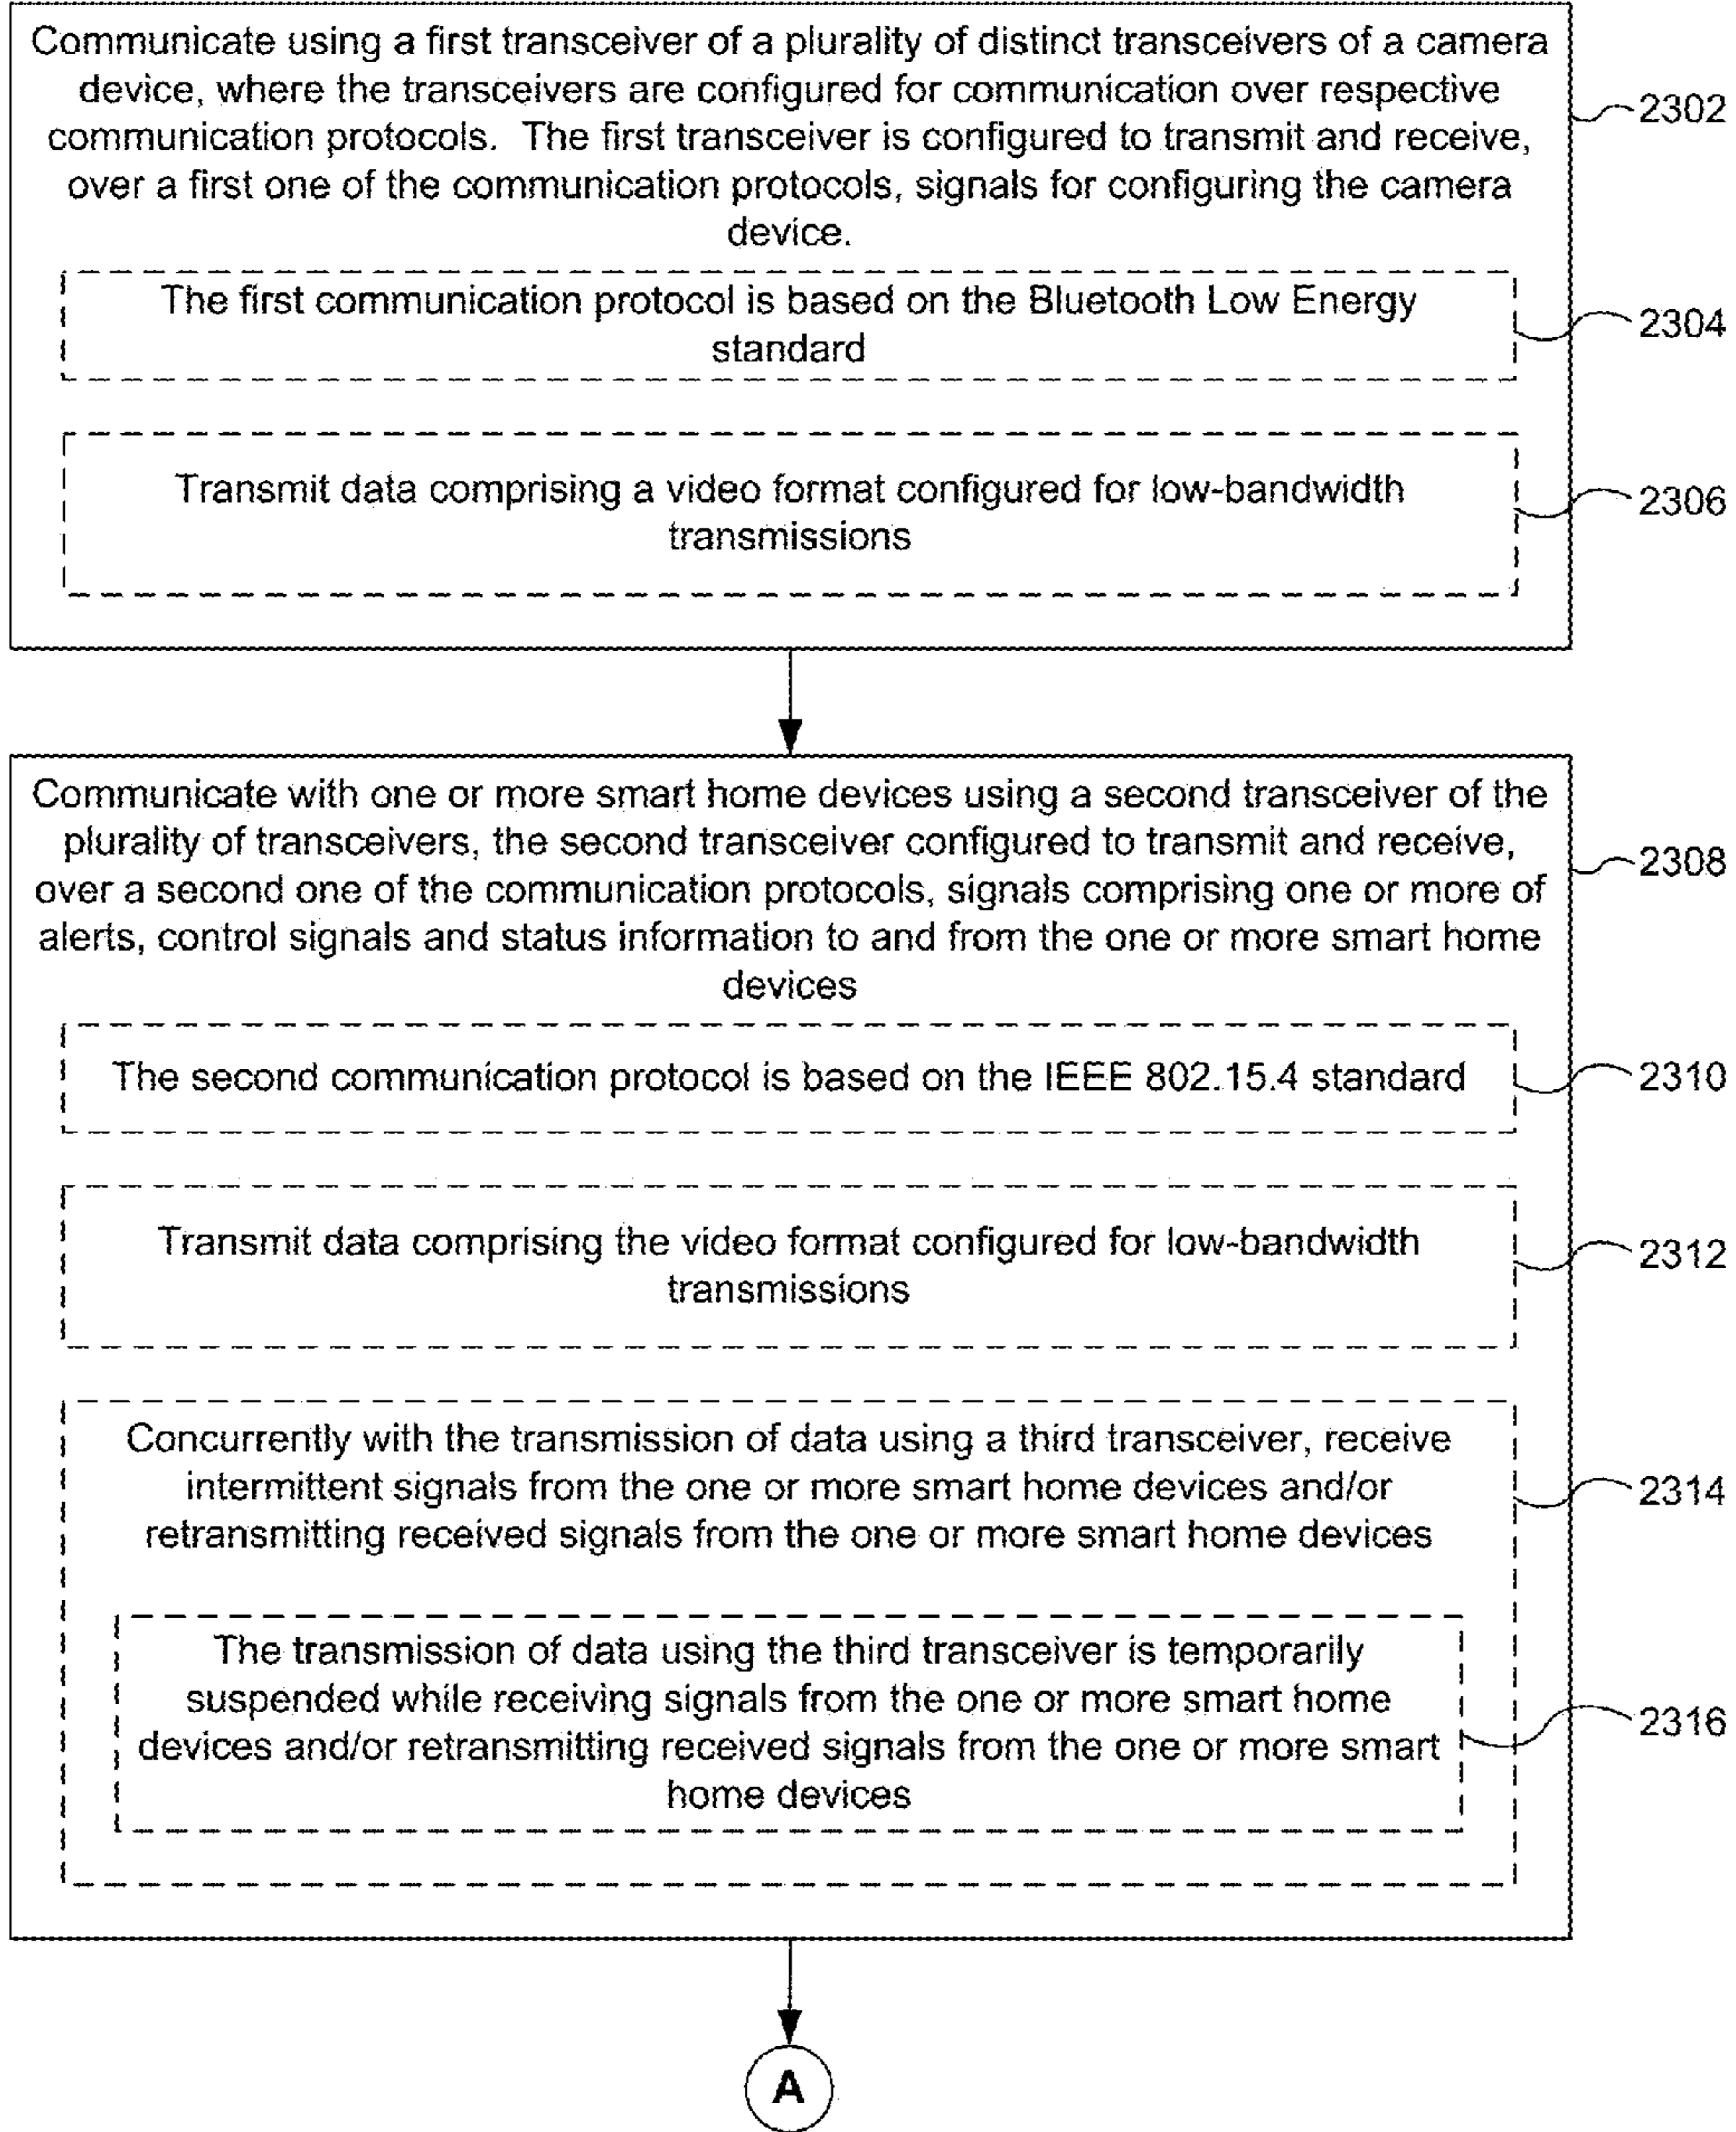 Communicate using a first transceiver of a plurality of distinct transceivers of a camera
device, where the transceivers are configured for communication over respective
communication protocols.  The first transceiver is configured to transmit and receive,
over a first one of the communication protocols, signals for configuring the camera
device.
2302
The first communication protocol is based on the Bluetooth Low Energy
standard
2304
Transmit data comprising a video format configured for low-bandwidth
transmissions
2306
Communicate with one or more smart home devices using a second transceiver of the
plurality of transceivers, the second transceiver configured to transmit and receive,
over a second one of the communication protocols, signals comprising one or more of
alerts, control signals and status information to and from the one or more smart home
devices
2308
The second communication protocol is based on the IEEE 802.15.4 standard
2310
Transmit data comprising the video format configured for low-bandwidth
transmissions
2312
Concurrently with the transmission of data using a third transceiver, receive
intermittent signals from the one or more smart home devices and/or
retransmitting received signals from the one or more smart home devices
2314
The transmission of data using the third transceiver is temporarily
suspended while receiving signals from the one or more smart home
devices and/or retransmitting received signals from the one or more smart
home devices
2316
A